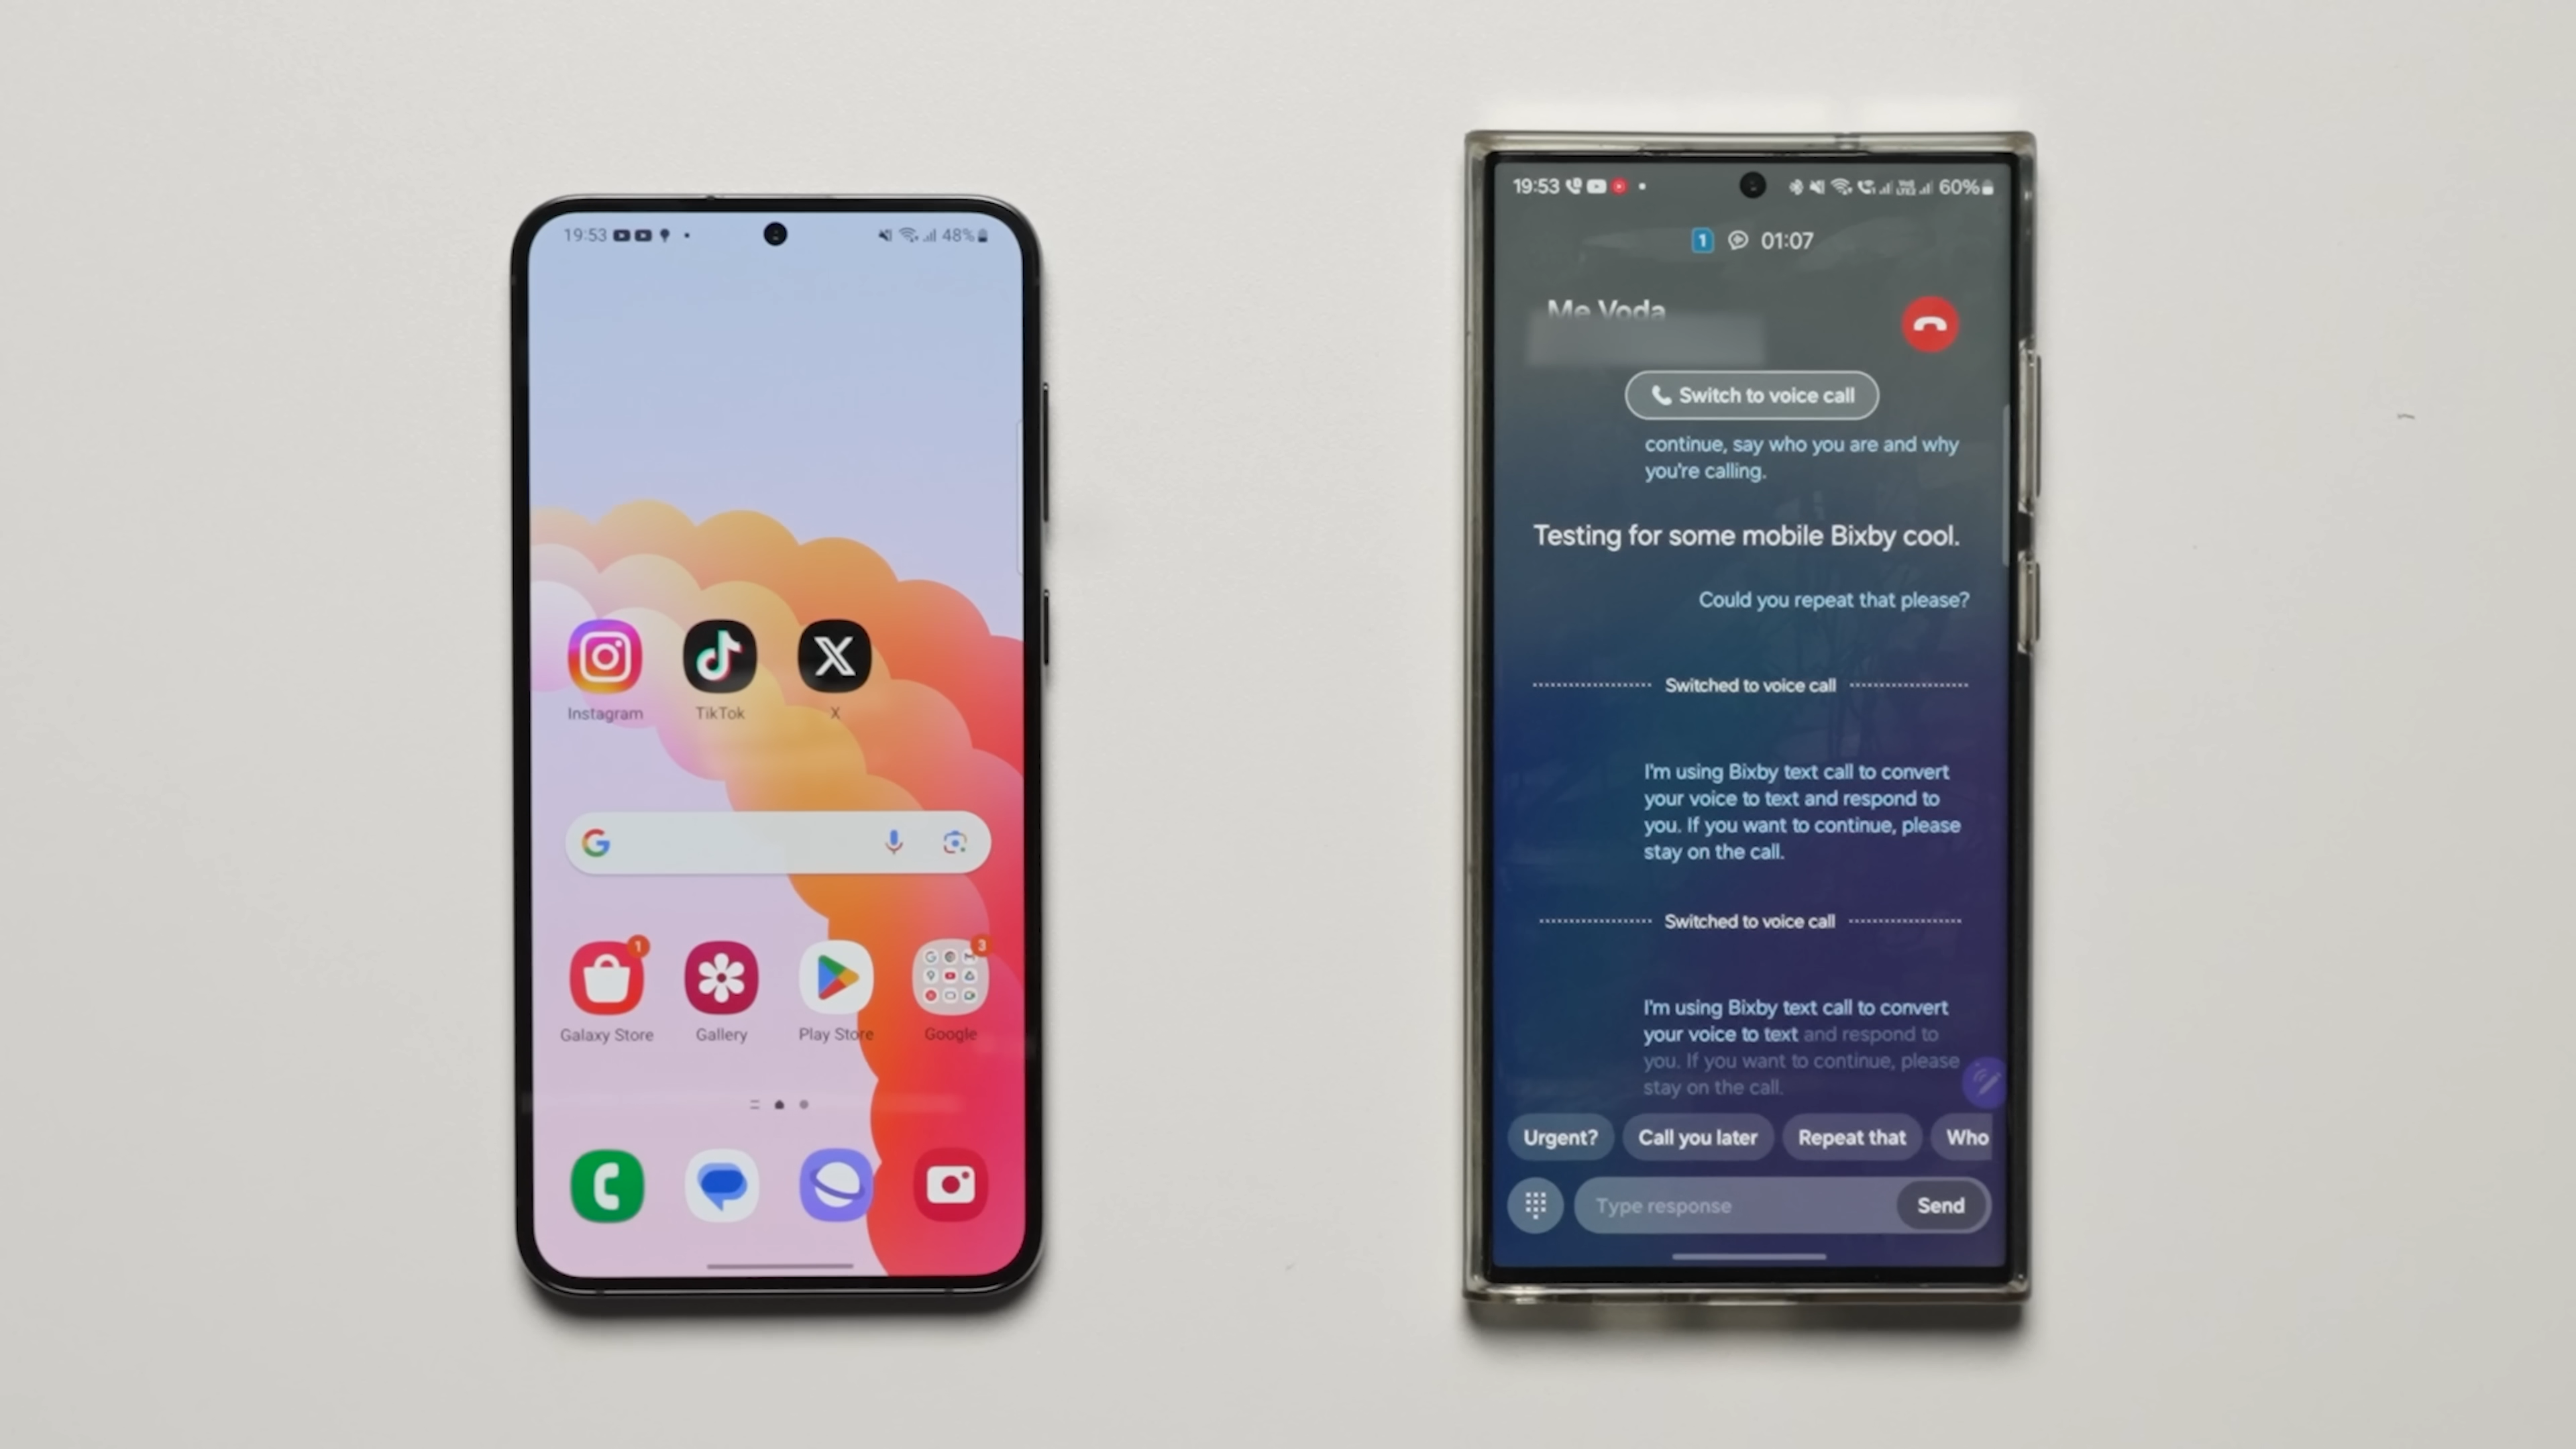 19:53
48%
Instagram
TikTok
X
Galaxy Store
1
Gallery
Play Store
Google
3
19:53
60%
1
01:07
Me Voda
Switch to voice call
continue, say who you are and why
you're calling.
Testing for some mobile Bixby cool.
Could you repeat that please?
Switched to voice call
I'm using Bixby text call to convert
your voice to text and respond to
you. If you want to continue, please
stay on the call.
Switched to voice call
I'm using Bixby text call to convert
your voice to text and respond to
you. If you want to continue, please
stay on the call.
Urgent?
Call you later
Repeat that
Who
Type response
Send